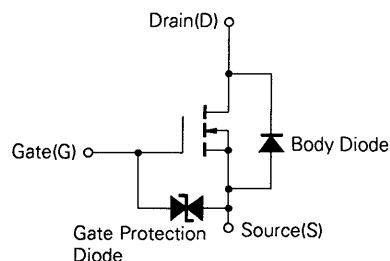 Drain(D)
Gate(G)
Body Diode
Gate Protection
Diode
Source(S)